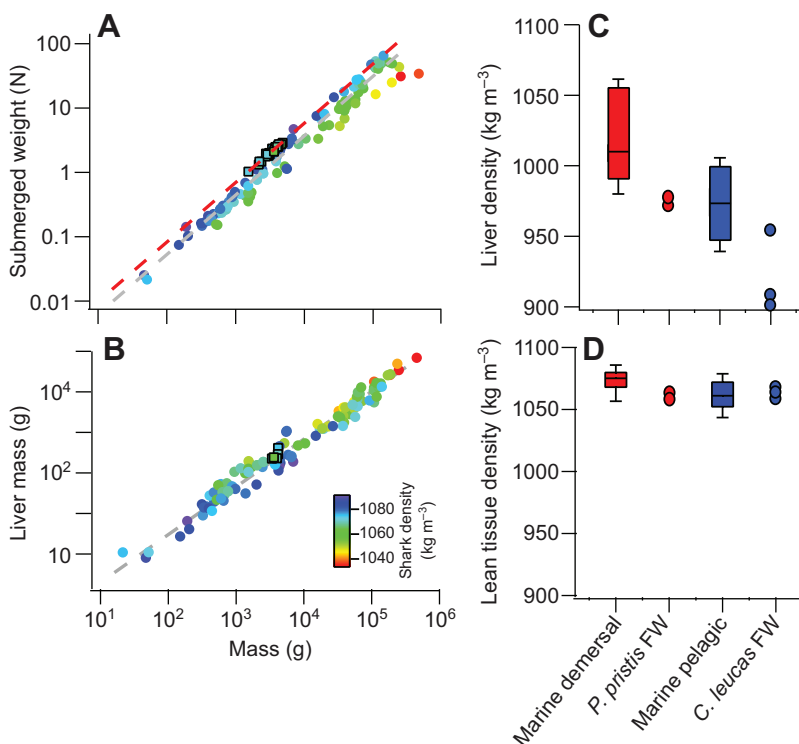 A
Submerged weight (N)
100
10
1
0.1
0.01
B
Liver mass (g)
10⁴
10²
10
1080
1060
1040
Shark density
(kg m⁻³)
10¹ 10² 10³ 10⁴ 10⁵ 10⁶
Mass (g)
C
Liver density (kg m⁻³)
1100
1050
1000
950
900
D
Lean tissue density (kg m⁻³)
1100
1050
1000
950
900
Marine demersal
P. pristis FW
Marine pelagic
C. leucas FW